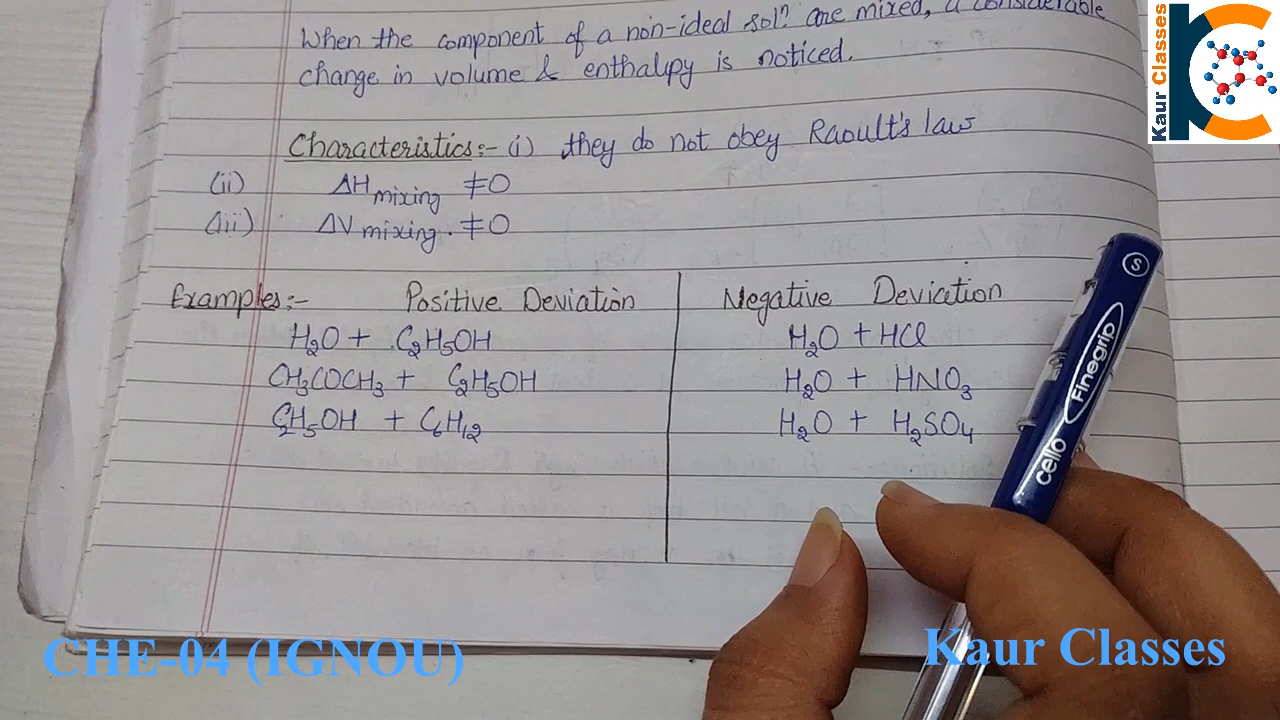 When the component of a non-ideal sol? are mixed, a considerable
change in volume & enthalpy is noticed.
Characteristics:- (i) they do not obey Raoult's law
(ii) ΔH mixing ≠0
(iii) ΔV mixing. ≠0
Examples:- Positive Deviation Negative Deviation
H₂O + C₂H₅OH H₂O + HCl
CH₃COCH₃ + C₂H₅OH H₂O + HNO₃
C₂H₅OH + C₆H₁₂ H₂O + H₂SO₄
S
Finegrip
cello
Kaur Classes
CHE-04 (IGNOU)
Kaur Classes